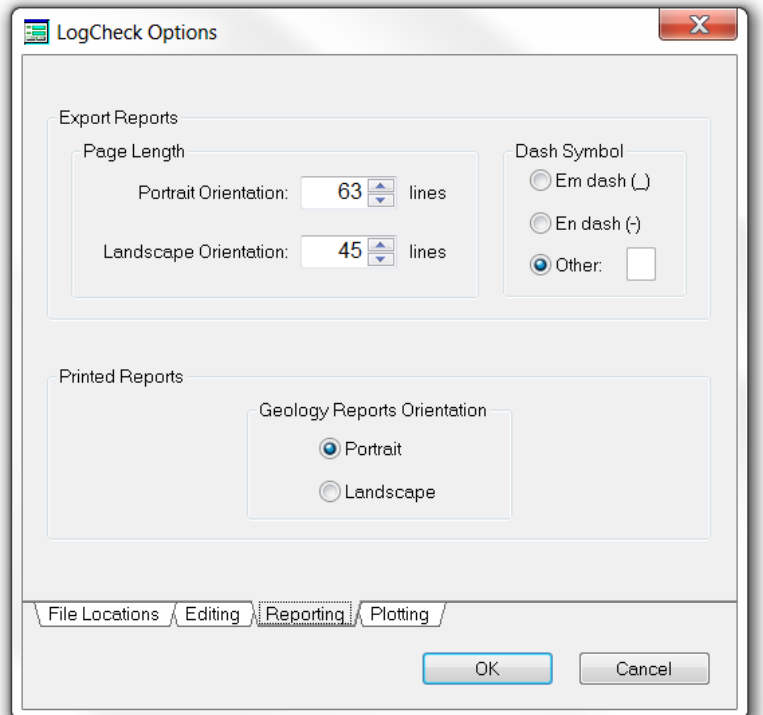 LogCheck Options
X
Export Reports
Page Length
Dash Symbol
Portrait Orientation: 63 lines
Em dash (_)
En dash (-)
Landscape Orientation: 45 lines
Other:
Printed Reports
Geology Reports Orientation
Portrait
Landscape
File Locations Editing Reporting Plotting
OK Cancel